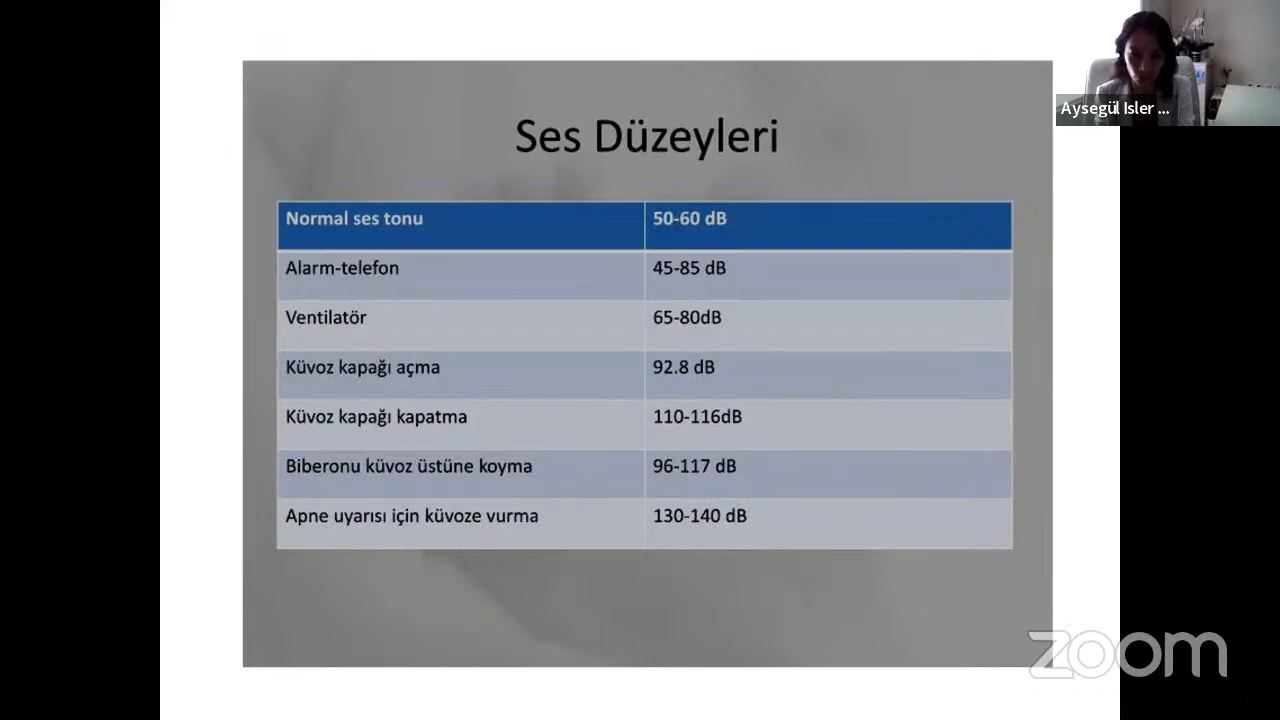 Aysegül Isler ...
Ses Düzeyleri
Normal ses tonu 50-60 dB
Alarm-telefon 45-85 dB
Ventilatör 65-80dB
Küvoz kapağı açma 92.8 dB
Küvoz kapağı kapatma 110-116dB
Biberonu küvoz üstüne koyma 96-117 dB
Apne uyarısı için küvoze vurma 130-140 dB
zoom